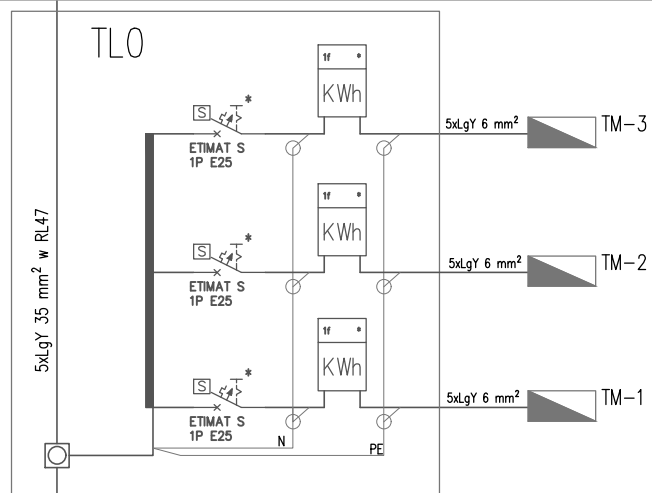 TL0
1f *
KWh
S *
ETIMAT S
1P E25
5xLgY 6 mm²
TM-3
1f *
KWh
S *
ETIMAT S
1P E25
5xLgY 6 mm²
TM-2
5xLgY 35 mm² w RL47
1f *
KWh
S *
ETIMAT S
1P E25
5xLgY 6 mm²
TM-1
N
PE